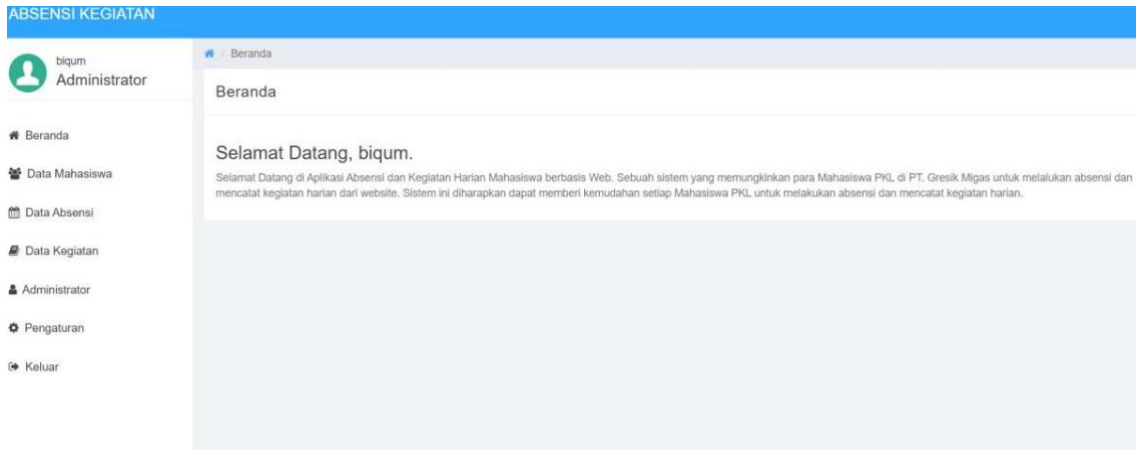 ABSENSI KEGIATAN
biqum
Administrator
/ Beranda
Beranda
Beranda
Data Mahasiswa
Data Absensi
Data Kegiatan
Administrator
Pengaturan
Keluar
Selamat Datang, biqum.
Selamat Datang di Aplikasi Absensi dan Kegiatan Harian Mahasiswa berbasis Web. Sebuah sistem yang memungkinkan para Mahasiswa PKL di PT. Gresik Migas untuk melalukan absensi dan
mencatat kegiatan harian dari website. Sistem ini diharapkan dapat memberi kemudahan setiap Mahasiswa PKL untuk melakukan absensi dan mencatat kegiatan harian.